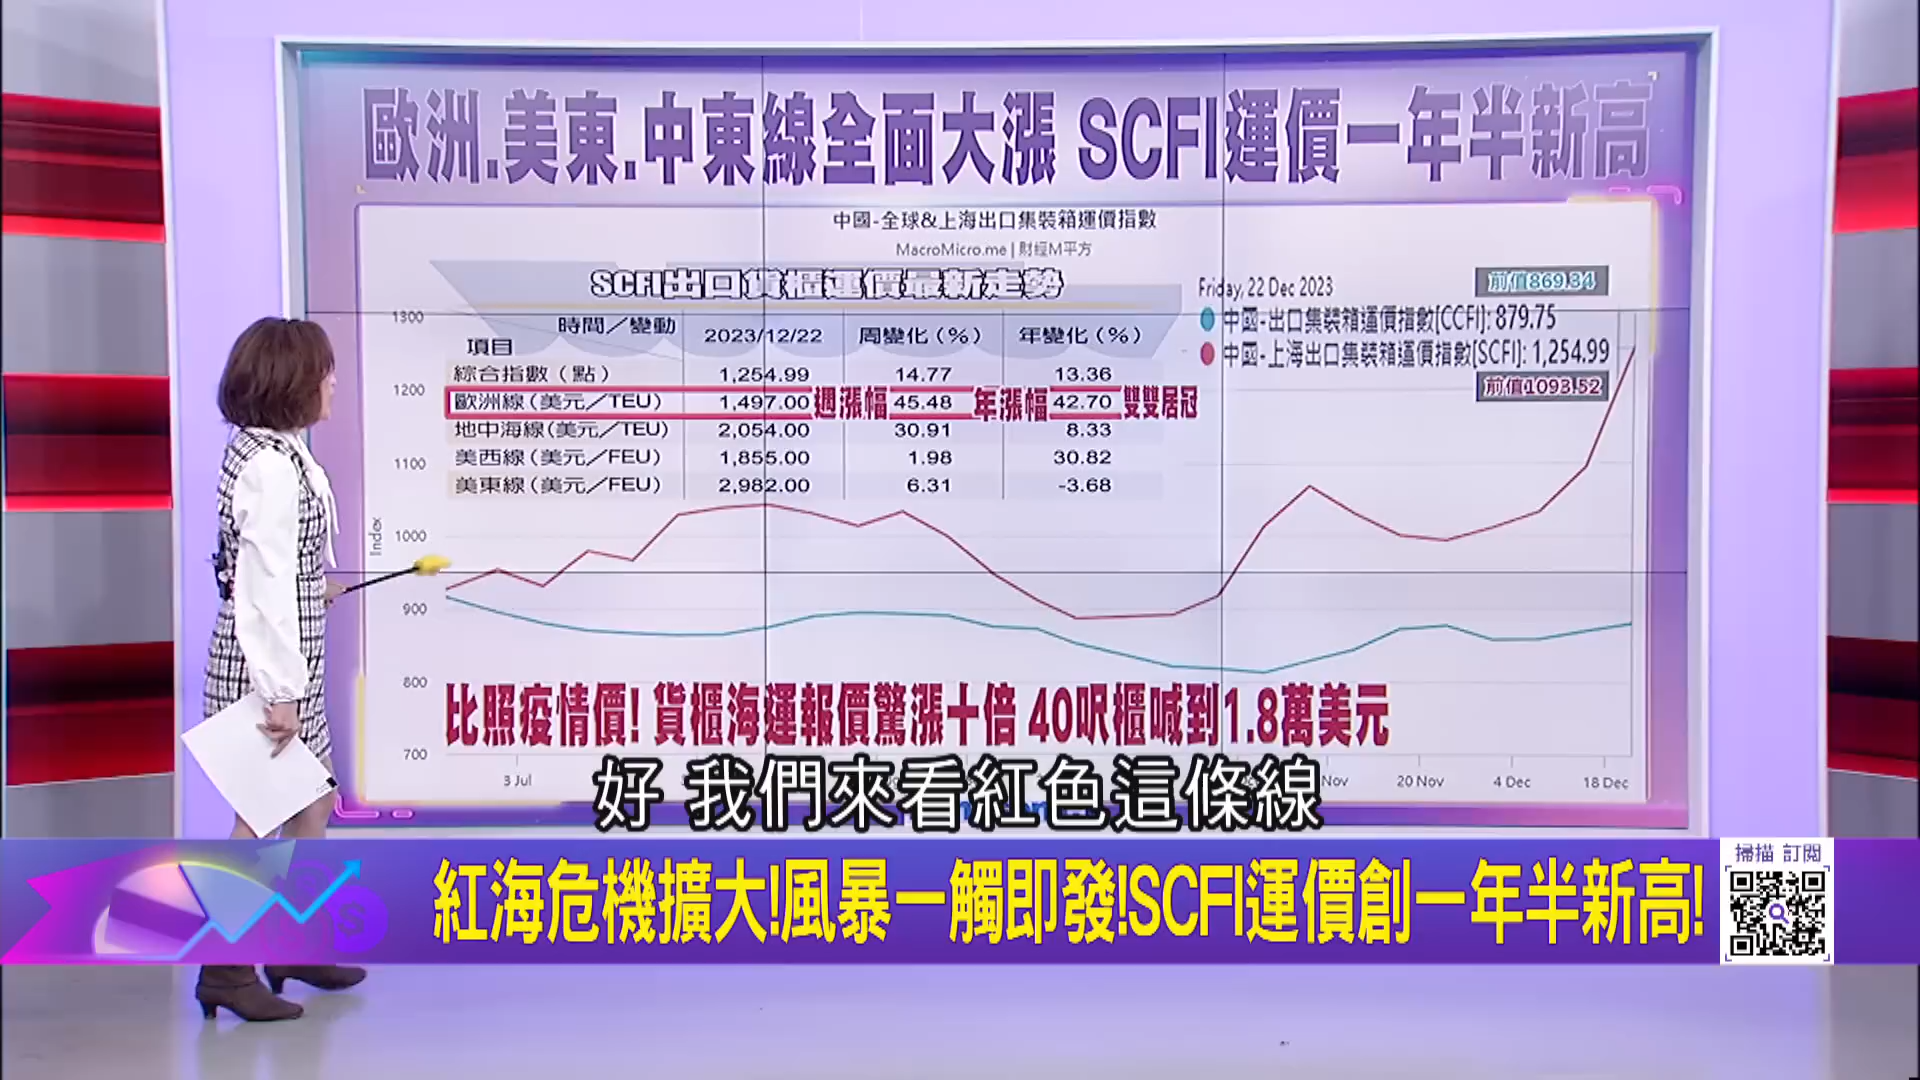 歐洲.美東.中東線全面大漲 SCFI運價一年半新高
中國-全球&上海出口集裝箱運價指數
MacroMicro.me | 財經M平方
SCFI出口貨櫃運價最新走勢
Friday, 22 Dec 2023
前值869.34
中國-出口集裝箱運價指數[CCFI]: 879.75
中國-上海出口集裝箱運價指數[SCFI]: 1,254.99
前值1093.52
時間／變動 2023/12/22 周變化（%） 年變化（%）
項目
綜合指數（點） 1,254.99 14.77 13.36
歐洲線（美元／TEU） 1,497.00 週漲幅 45.48 年漲幅 42.70 雙雙居冠
地中海線（美元／TEU） 2,054.00 30.91 8.33
美西線（美元／FEU） 1,855.00 1.98 30.82
美東線（美元／FEU） 2,982.00 6.31 -3.68
1300
1200
1100
1000
900
800
700
Index
比照疫情價! 貨櫃海運報價驚漲十倍 40呎櫃喊到1.8萬美元
3 Jul Nov 20 Nov 4 Dec 18 Dec
好 我們來看紅色這條線
紅海危機擴大!風暴一觸即發!SCFI運價創一年半新高!
掃描 訂閱